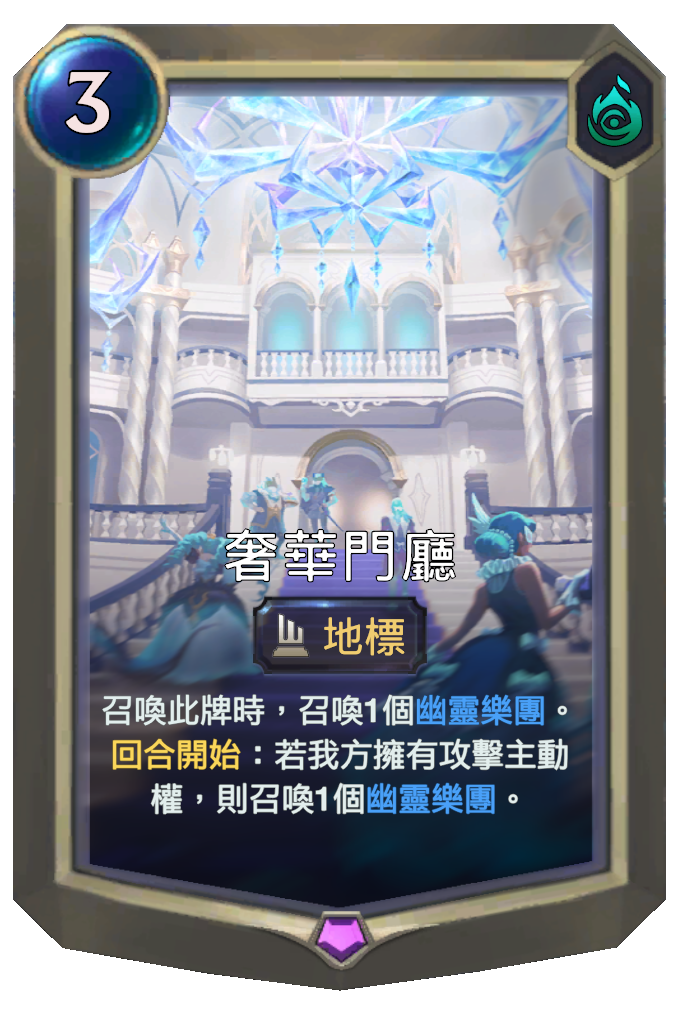 3
奢華門廳
地標
召喚此牌時，召喚1個幽靈樂團。
回合開始：若我方擁有攻擊主動
權，則召喚1個幽靈樂團。